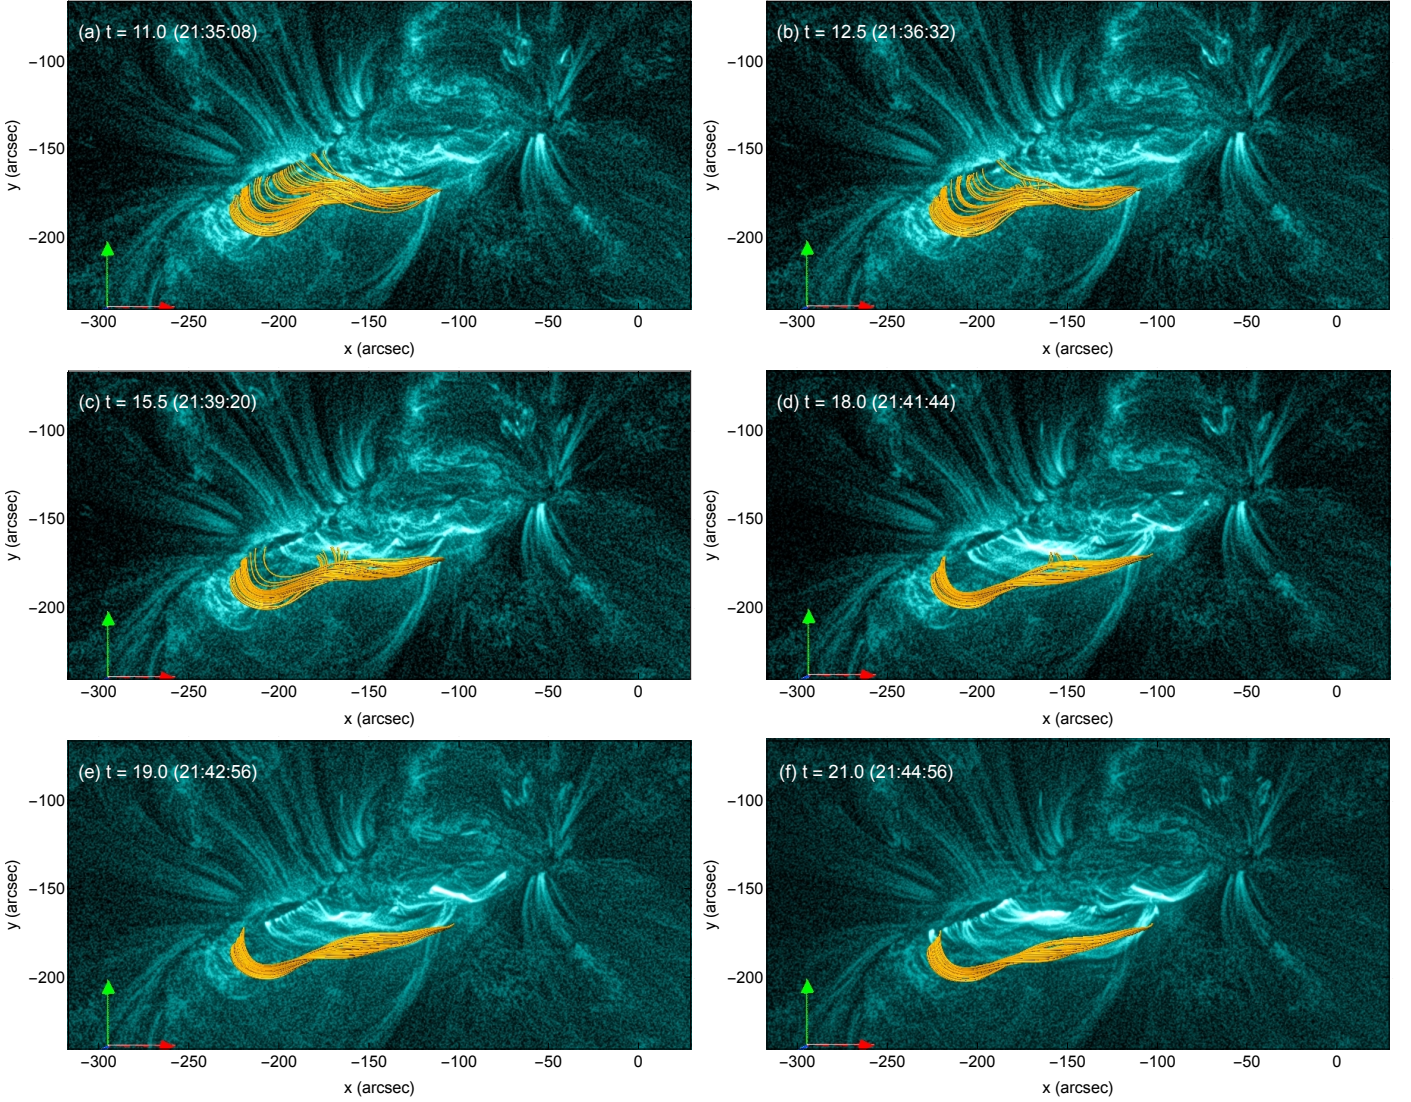 (a) t = 11.0 (21:35:08)
(b) t = 12.5 (21:36:32)
−100
−150
−200
y (arcsec)
−300 −250 −200 −150 −100 −50 0
x (arcsec)
−100
−150
−200
y (arcsec)
−300 −250 −200 −150 −100 −50 0
x (arcsec)
(c) t = 15.5 (21:39:20)
(d) t = 18.0 (21:41:44)
−100
−150
−200
y (arcsec)
−300 −250 −200 −150 −100 −50 0
x (arcsec)
−100
−150
−200
y (arcsec)
−300 −250 −200 −150 −100 −50 0
x (arcsec)
(e) t = 19.0 (21:42:56)
(f) t = 21.0 (21:44:56)
−100
−150
−200
y (arcsec)
−300 −250 −200 −150 −100 −50 0
x (arcsec)
−100
−150
−200
y (arcsec)
−300 −250 −200 −150 −100 −50 0
x (arcsec)